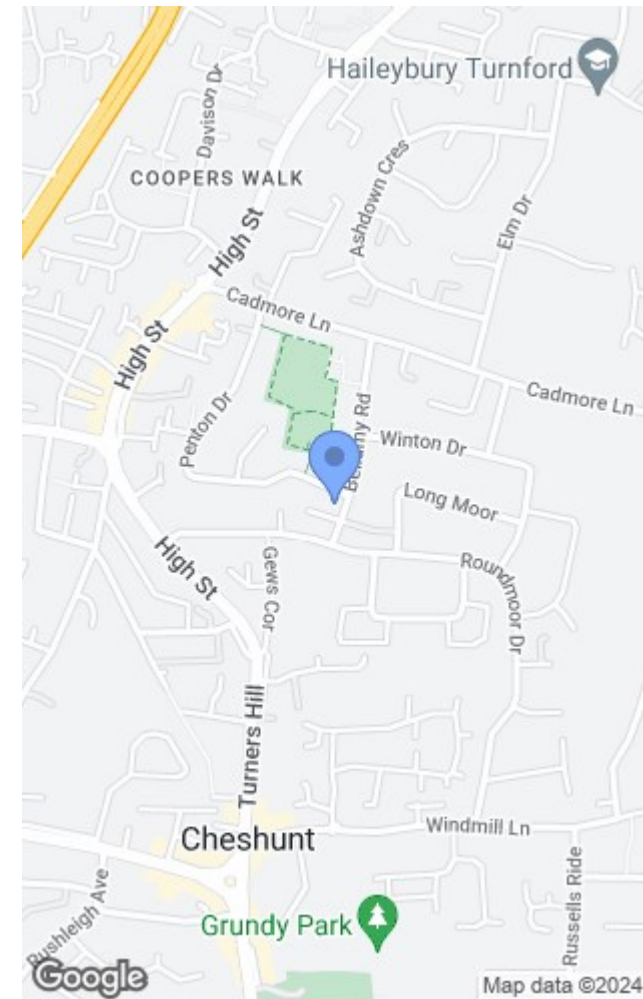 Haileybury Turnford
Davison Dr
COOPERS WALK
Ashdown Cres
Elm Dr
High St
Cadmore Ln
High St
Cadmore Ln
Penton Dr
Winton Dr
Long Moor
High St
Gews Cor
Roundmoor Dr
Turners Hill
Windmill Ln
Cheshunt
Rushleigh Ave
Russells Ride
Grundy Park
Google
Map data ©2024